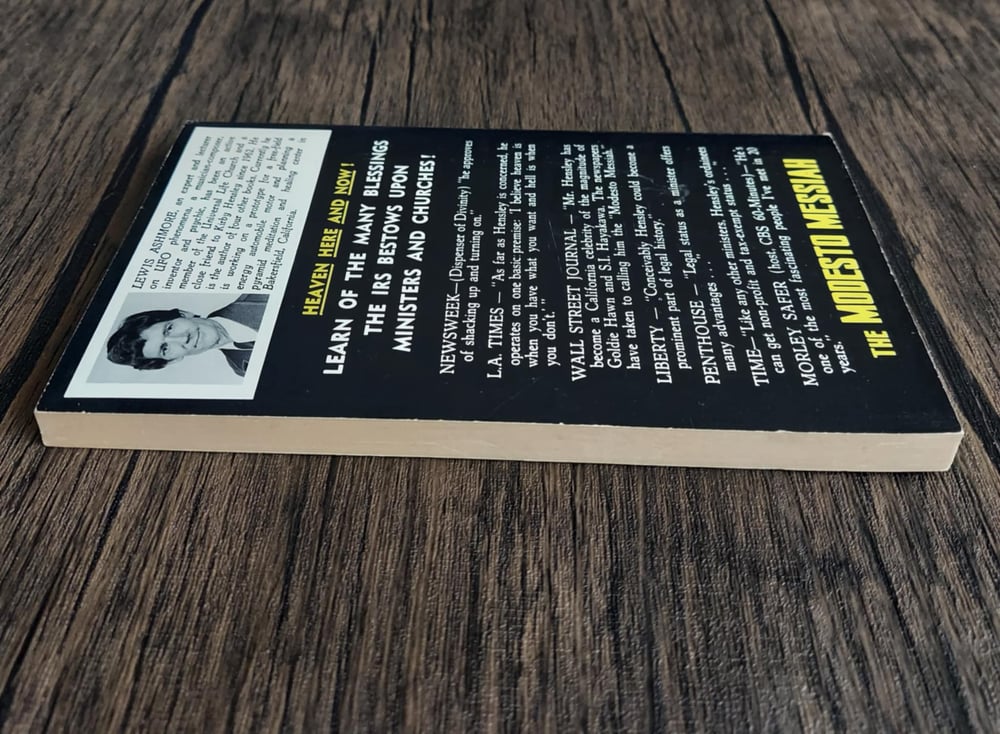 LEWIS ASHMORE, an expert and lecturer
on UFO phenomena, a musician-composer,
inventor and psychic, has been an active
member of the Universal Life Church and a
close friend to Kirby Hensley since 1963. He
is the author of four other books. Currently he
is working on a prototype for a free-field
energy automobile motor and planning a
pyramid meditation and healing center in
Bakersfield, California.
HEAVEN HERE AND NOW!
LEARN OF THE MANY BLESSINGS
THE IRS BESTOWS UPON
MINISTERS AND CHURCHES!
NEWSWEEK—(Dispenser of Divinity) "he approves
of shacking up and turning on."
L.A. TIMES — "As far as Hensley is concerned, he
operates on one basic premise: 'I believe heaven is
when you have what you want and hell is when
you don't.'"
WALL STREET JOURNAL — "Mr. Hensley has
become a California celebrity of the magnitude of
Goldie Hawn and S.I. Hayakawa. The newspapers
have taken to calling him the "Modesto Messiah."
LIBERTY — "Conceivably Hensley could become a
prominent part of legal history."
PENTHOUSE — "Legal status as a minister offers
many advantages . . ."
TIME—"Like any other ministers, Hensley's ordainees
can get non-profit and tax-exempt status . . ."
MORLEY SAFER (host, CBS 60-Minutes)—"He's
one of the most fascinating people I've met in 20
years.
THE MODESTO MESSIAH